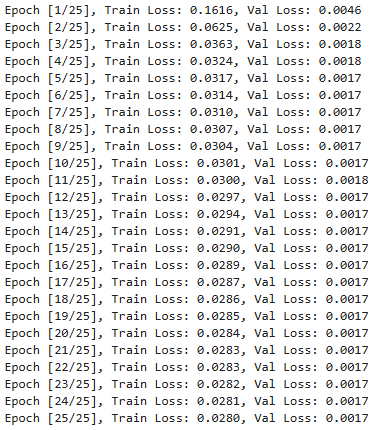 Epoch [1/25], Train Loss: 0.1616, Val Loss: 0.0046
Epoch [2/25], Train Loss: 0.0625, Val Loss: 0.0022
Epoch [3/25], Train Loss: 0.0363, Val Loss: 0.0018
Epoch [4/25], Train Loss: 0.0324, Val Loss: 0.0018
Epoch [5/25], Train Loss: 0.0317, Val Loss: 0.0017
Epoch [6/25], Train Loss: 0.0314, Val Loss: 0.0017
Epoch [7/25], Train Loss: 0.0310, Val Loss: 0.0017
Epoch [8/25], Train Loss: 0.0307, Val Loss: 0.0017
Epoch [9/25], Train Loss: 0.0304, Val Loss: 0.0017
Epoch [10/25], Train Loss: 0.0301, Val Loss: 0.0017
Epoch [11/25], Train Loss: 0.0300, Val Loss: 0.0018
Epoch [12/25], Train Loss: 0.0297, Val Loss: 0.0017
Epoch [13/25], Train Loss: 0.0294, Val Loss: 0.0017
Epoch [14/25], Train Loss: 0.0291, Val Loss: 0.0017
Epoch [15/25], Train Loss: 0.0290, Val Loss: 0.0017
Epoch [16/25], Train Loss: 0.0289, Val Loss: 0.0017
Epoch [17/25], Train Loss: 0.0287, Val Loss: 0.0017
Epoch [18/25], Train Loss: 0.0286, Val Loss: 0.0017
Epoch [19/25], Train Loss: 0.0285, Val Loss: 0.0017
Epoch [20/25], Train Loss: 0.0284, Val Loss: 0.0017
Epoch [21/25], Train Loss: 0.0283, Val Loss: 0.0017
Epoch [22/25], Train Loss: 0.0283, Val Loss: 0.0017
Epoch [23/25], Train Loss: 0.0282, Val Loss: 0.0017
Epoch [24/25], Train Loss: 0.0281, Val Loss: 0.0017
Epoch [25/25], Train Loss: 0.0280, Val Loss: 0.0017